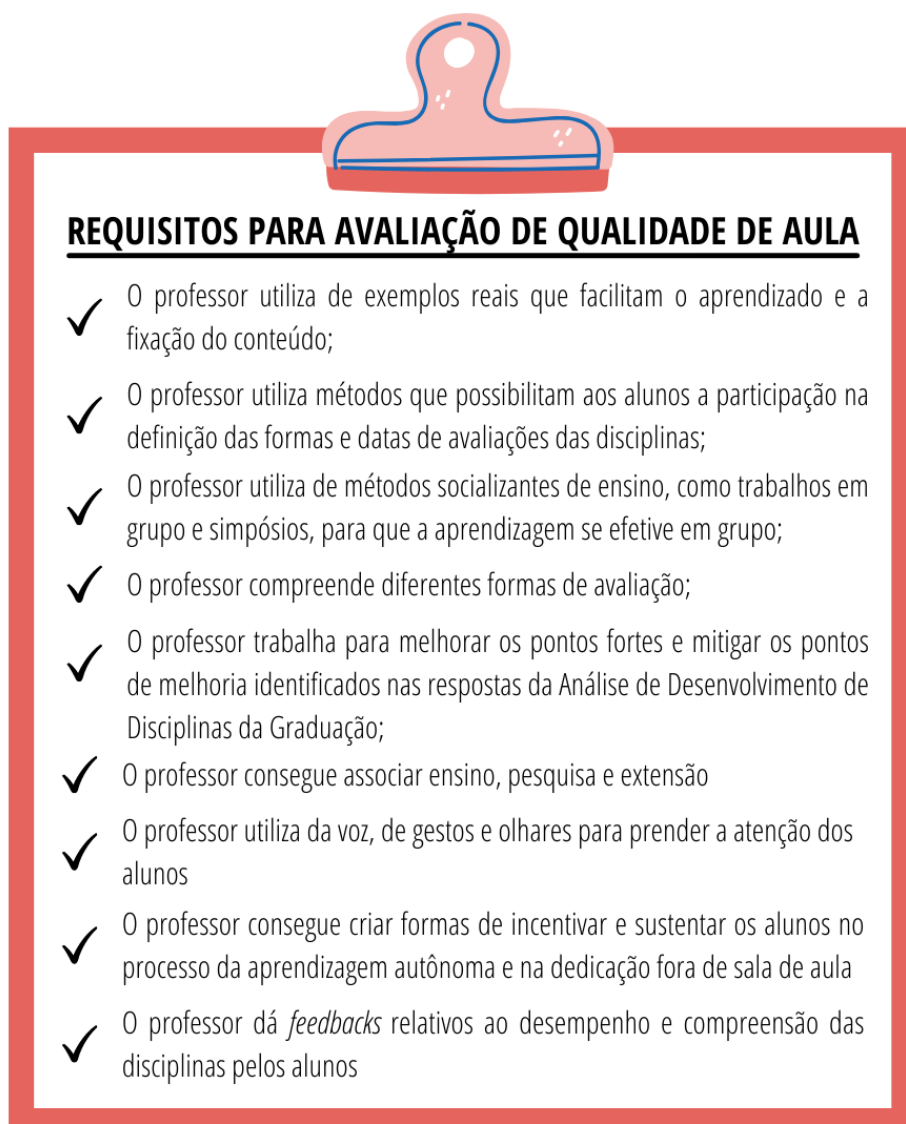 REQUISITOS PARA AVALIAÇÃO DE QUALIDADE DE AULA
O professor utiliza de exemplos reais que facilitam o aprendizado e a
fixação do conteúdo;
O professor utiliza métodos que possibilitam aos alunos a participação na
definição das formas e datas de avaliações das disciplinas;
O professor utiliza de métodos socializantes de ensino, como trabalhos em
grupo e simpósios, para que a aprendizagem se efetive em grupo;
O professor compreende diferentes formas de avaliação;
O professor trabalha para melhorar os pontos fortes e mitigar os pontos
de melhoria identificados nas respostas da Análise de Desenvolvimento de
Disciplinas da Graduação;
O professor consegue associar ensino, pesquisa e extensão
O professor utiliza da voz, de gestos e olhares para prender a atenção dos
alunos
O professor consegue criar formas de incentivar e sustentar os alunos no
processo da aprendizagem autônoma e na dedicação fora de sala de aula
O professor dá feedbacks relativos ao desempenho e compreensão das
disciplinas pelos alunos